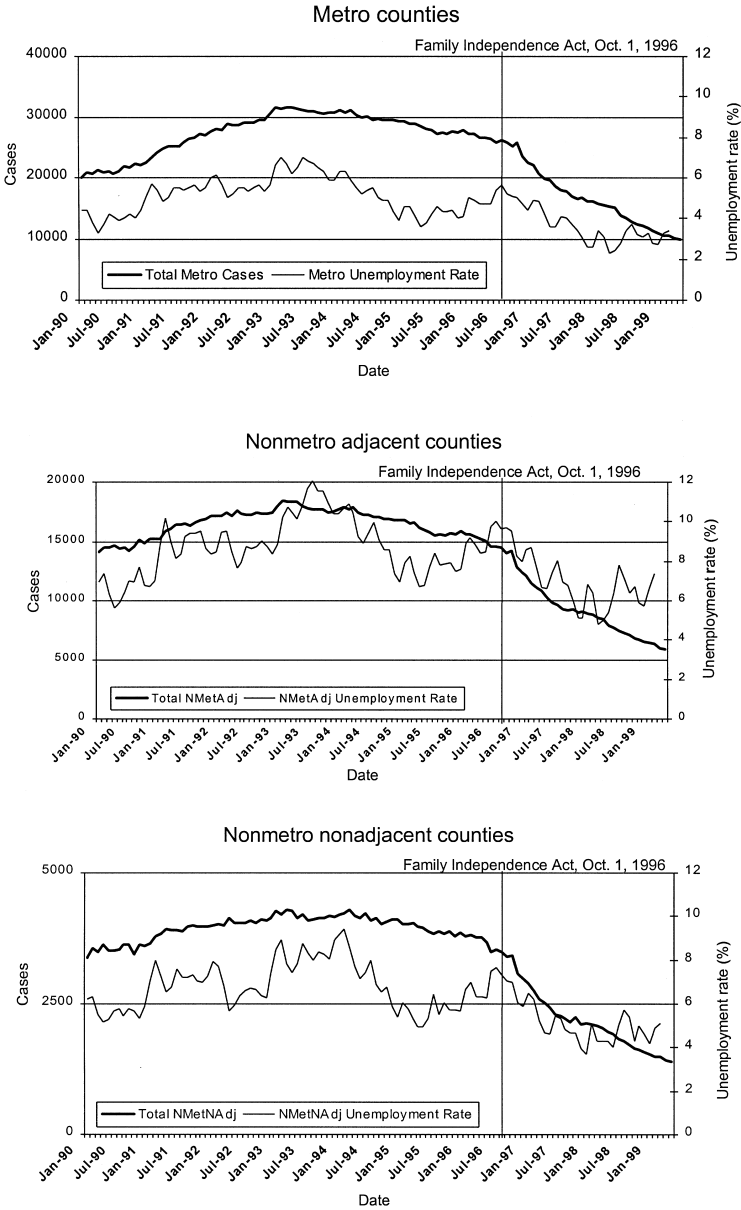 Metro counties
Family Independence Act, Oct. 1, 1996
40000
30000
20000
10000
0
Cases
12
10
8
6
4
2
0
Unemployment rate (%)
Total Metro Cases
Metro Unemployment Rate
Jan-90
Jul-90
Jan-91
Jul-91
Jan-92
Jul-92
Jan-93
Jul-93
Jan-94
Jul-94
Jan-95
Jul-95
Jan-96
Jul-96
Jan-97
Jul-97
Jan-98
Jul-98
Jan-99
Date
Nonmetro adjacent counties
Family Independence Act, Oct. 1, 1996
20000
15000
10000
5000
0
Cases
12
10
8
6
4
2
0
Unemployment rate (%)
Total NMetAdj
NMetAdj Unemployment Rate
Jan-90
Jul-90
Jan-91
Jul-91
Jan-92
Jul-92
Jan-93
Jul-93
Jan-94
Jul-94
Jan-95
Jul-95
Jan-96
Jul-96
Jan-97
Jul-97
Jan-98
Jul-98
Jan-99
Date
Nonmetro nonadjacent counties
Family Independence Act, Oct. 1, 1996
5000
2500
0
Cases
12
10
8
6
4
2
0
Unemployment rate (%)
Total NMetNAdj
NMetNAdj Unemployment Rate
Jan-90
Jul-90
Jan-91
Jul-91
Jan-92
Jul-92
Jan-93
Jul-93
Jan-94
Jul-94
Jan-95
Jul-95
Jan-96
Jul-96
Jan-97
Jul-97
Jan-98
Jul-98
Jan-99
Date